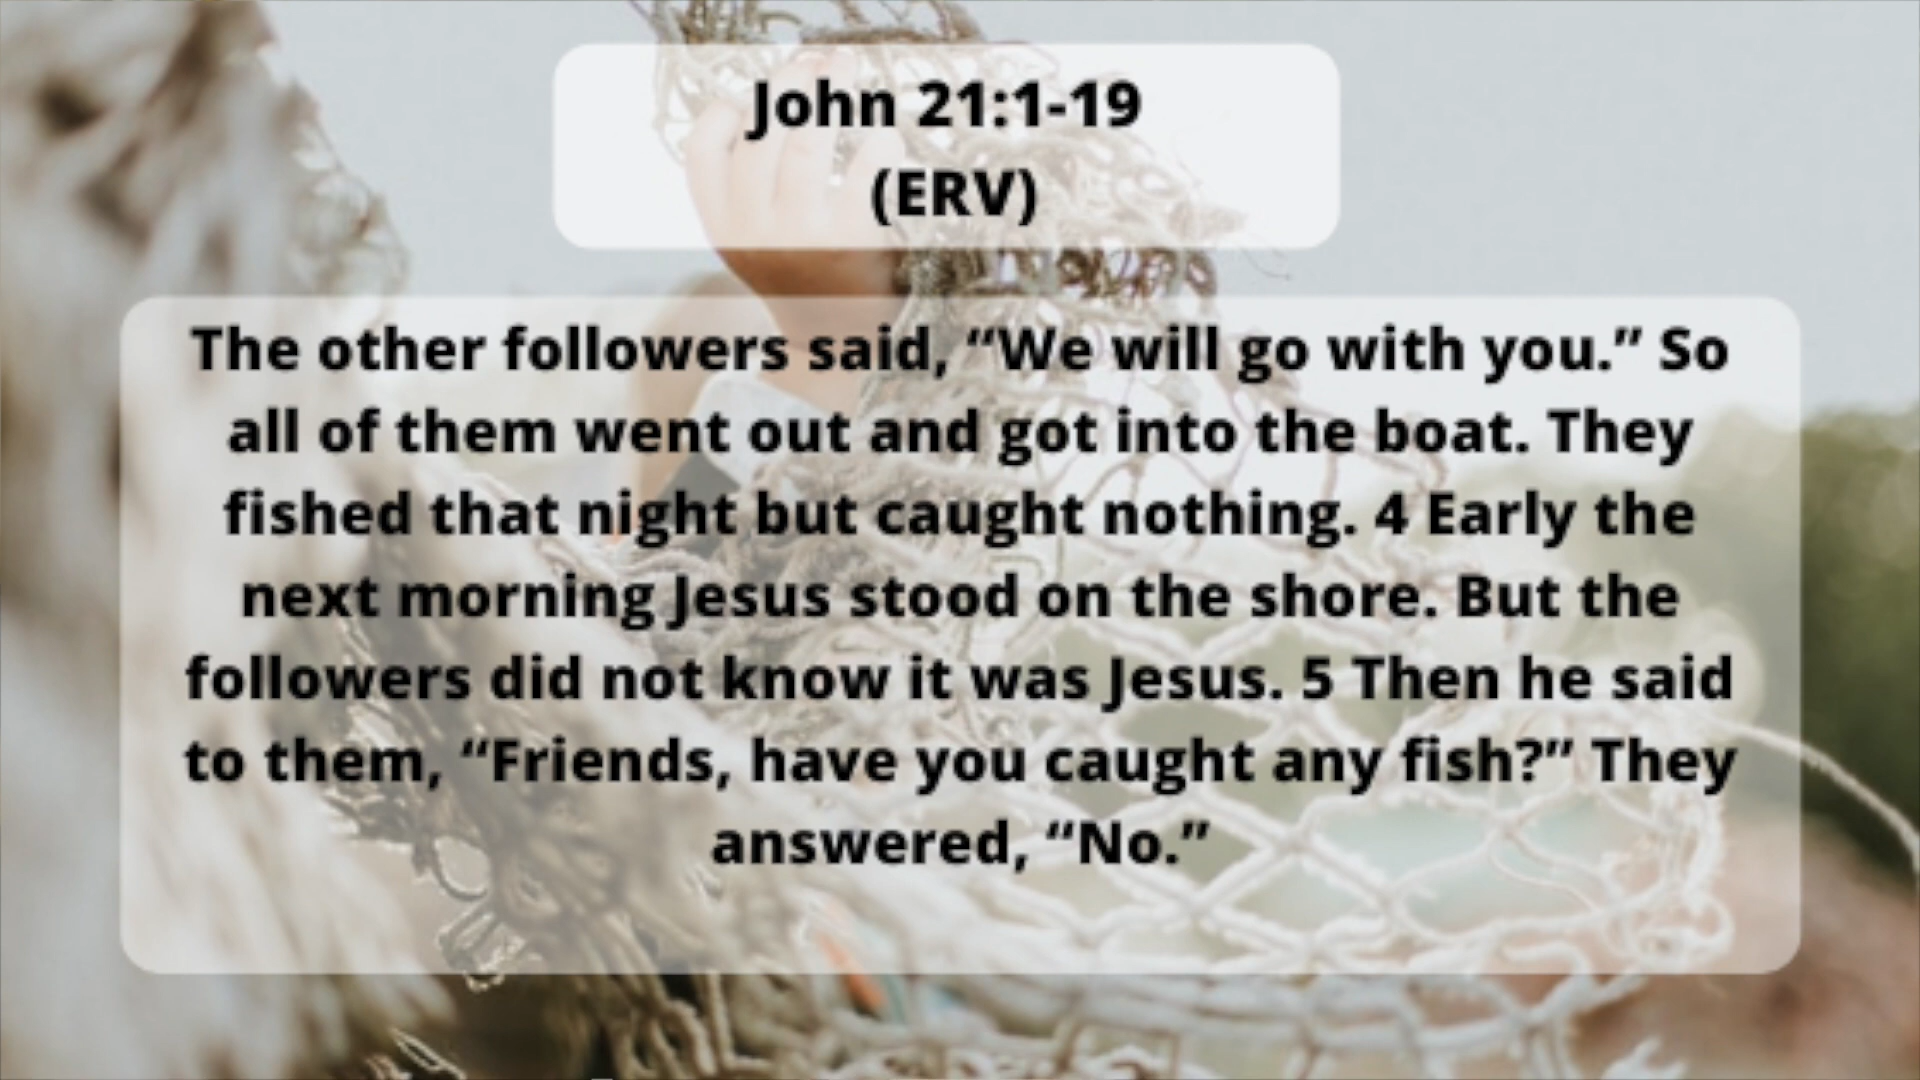 John 21:1-19
(ERV)
The other followers said, “We will go with you.” So
all of them went out and got into the boat. They
fished that night but caught nothing. 4 Early the
next morning Jesus stood on the shore. But the
followers did not know it was Jesus. 5 Then he said
to them, “Friends, have you caught any fish?” They
answered, “No.”